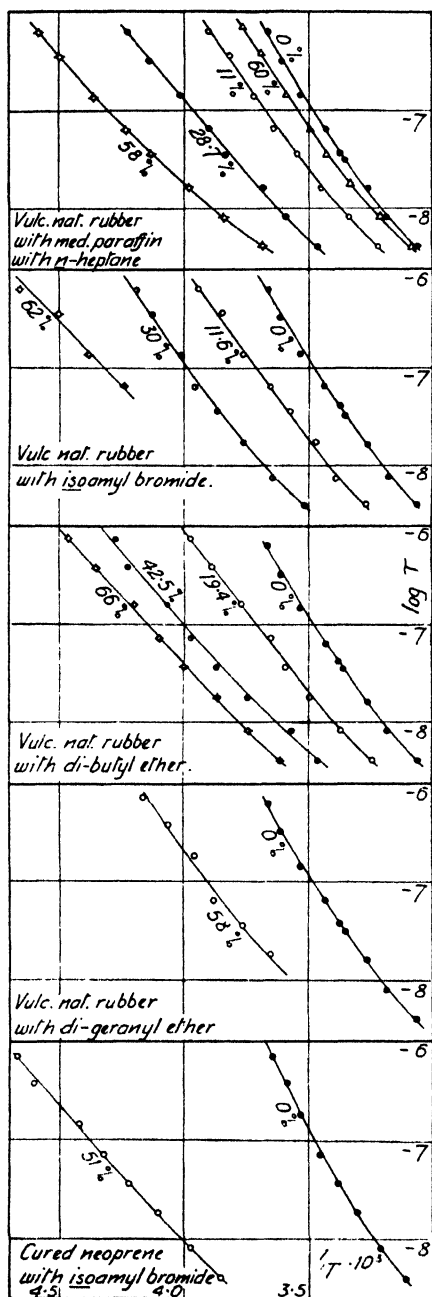 0%
60%
11%
28.7%
58%
-7
-8
Vulc. nat. rubber
with med. paraffin
with n-heptane
-6
62%
30%
11.6%
0%
-7
-8
Vulc nat. rubber
with isoamyl bromide.
-6
42.5%
19.4%
0%
66%
log τ
-7
-8
Vulc. nat. rubber
with di-butyl ether.
-6
0%
58%
-7
-8
Vulc. nat. rubber
with di-geranyl ether
-6
0%
51%
-7
-8
Cured neoprene
with isoamyl bromide
1/T · 10³
4.5 4.0 3.5